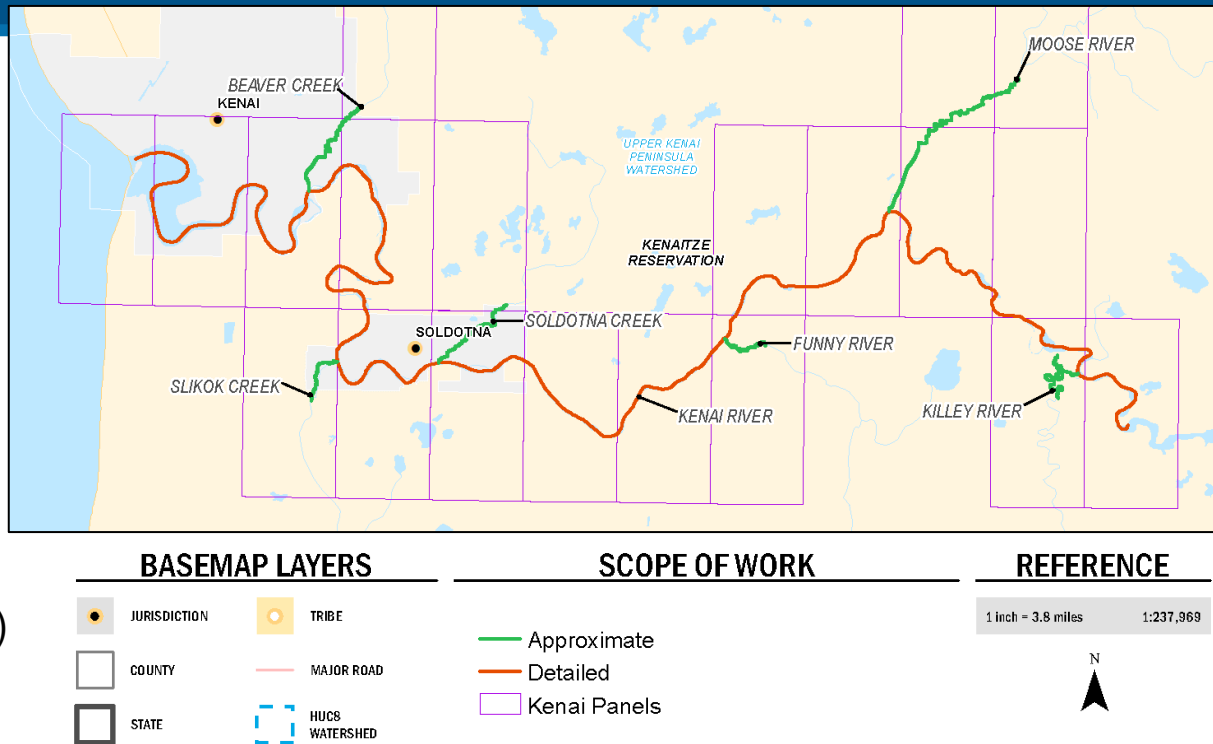 MOOSE RIVER
BEAVER CREEK
KENAI
UPPER KENAI
PENINSULA
WATERSHED
KENAITZE
RESERVATION
SOLDOTNA CREEK
SOLDOTNA
FUNNY RIVER
SLIKOK CREEK
KENAI RIVER
KILLEY RIVER
BASEMAP LAYERS
JURISDICTION
TRIBE
COUNTY
MAJOR ROAD
STATE
HUC8
WATERSHED
SCOPE OF WORK
Approximate
Detailed
Kenai Panels
REFERENCE
1 inch = 3.8 miles 1:237,969
N
)